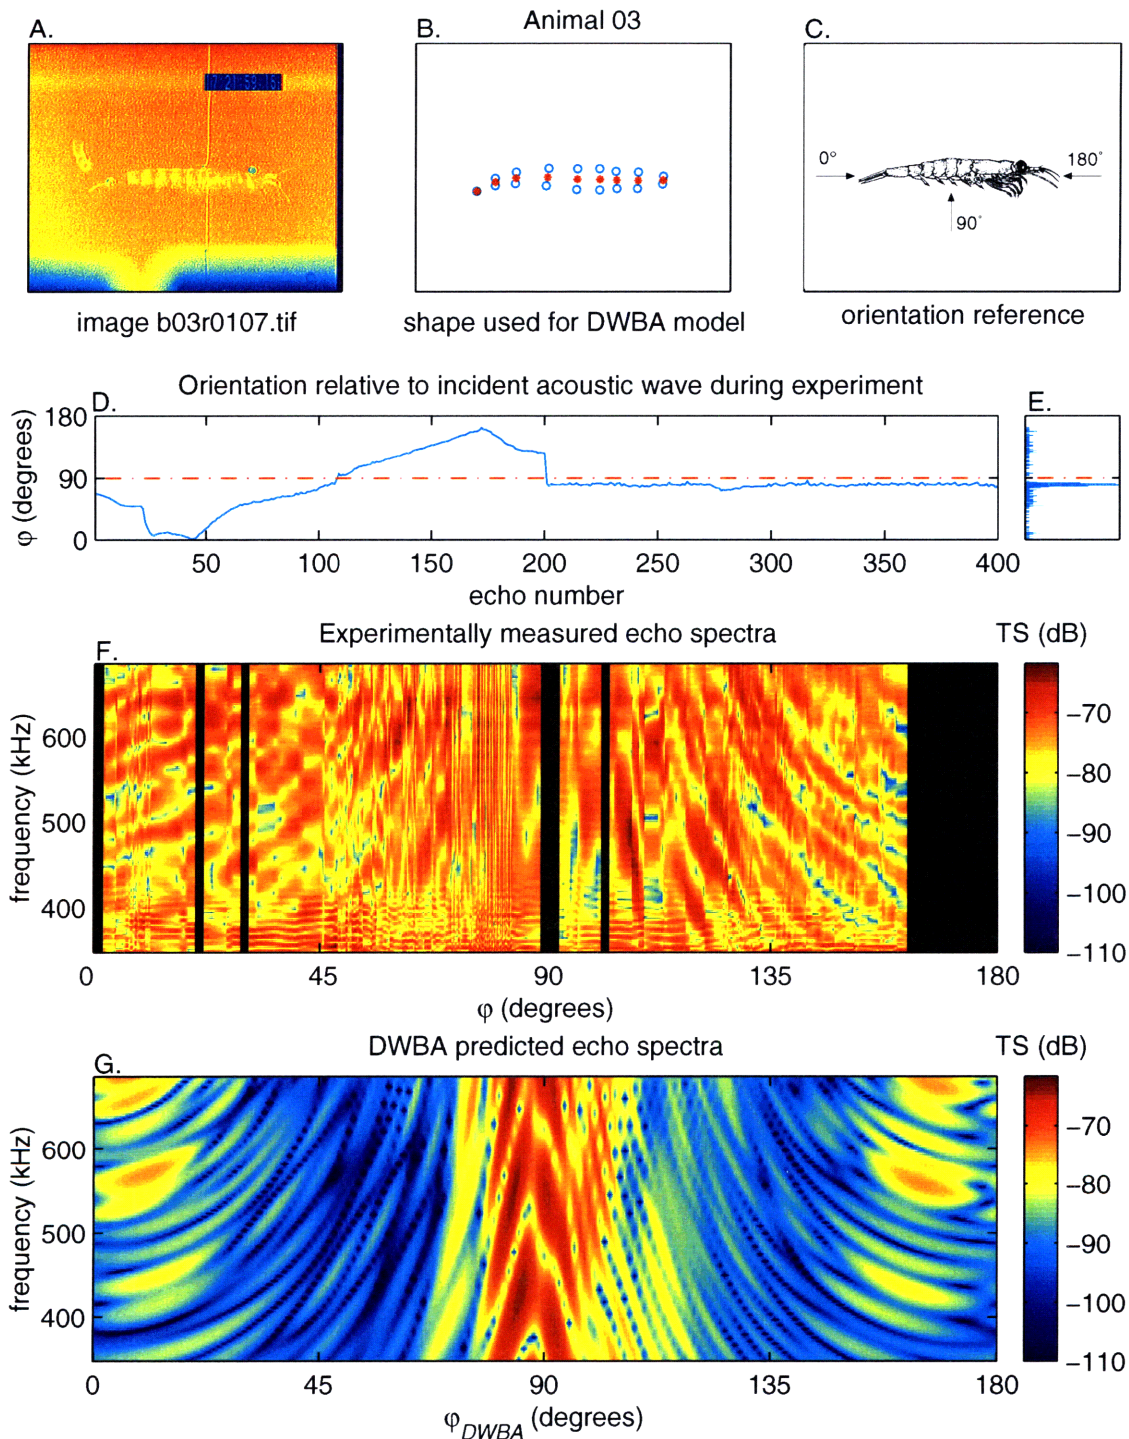 Animal 03
A.
B.
C.
0°
180°
90°
image b03r0107.tif
shape used for DWBA model
orientation reference
Orientation relative to incident acoustic wave during experiment
D.
E.
φ (degrees)
180
90
0
50 100 150 200 250 300 350 400
echo number
Experimentally measured echo spectra
TS (dB)
F.
frequency (kHz)
600
500
400
0 45 90 135 180
φ (degrees)
−70
−80
−90
−100
−110
DWBA predicted echo spectra
TS (dB)
G.
frequency (kHz)
600
500
400
0 45 90 135 180
φDWBA (degrees)
−70
−80
−90
−100
−110